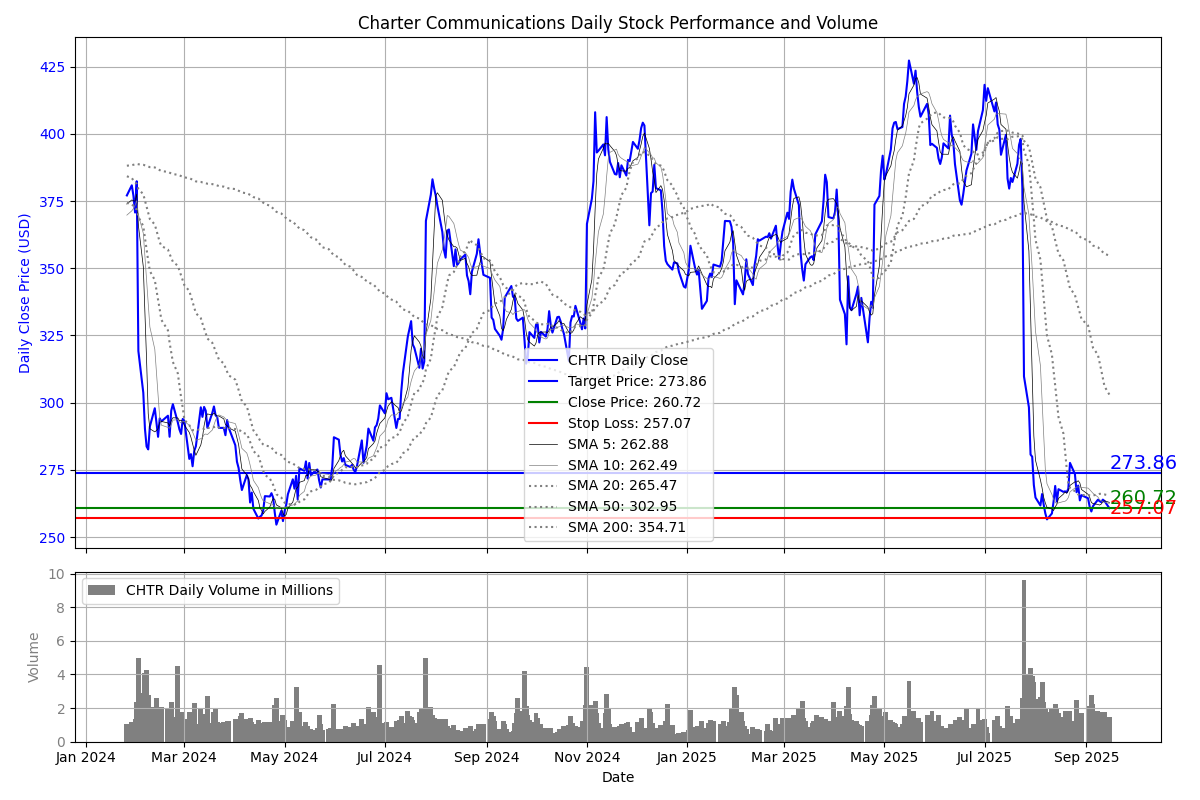 Charter Communications Daily Stock Performance and Volume
Daily Close Price (USD)
425
400
375
350
325
300
275
250
CHTR Daily Close
Target Price: 273.86
Close Price: 260.72
Stop Loss: 257.07
SMA 5: 262.88
SMA 10: 262.49
SMA 20: 265.47
SMA 50: 302.95
SMA 200: 354.71
273.86
260.72
257.07
CHTR Daily Volume in Millions
Volume
10
8
6
4
2
0
Jan 2024 Mar 2024 May 2024 Jul 2024 Sep 2024 Nov 2024 Jan 2025 Mar 2025 May 2025 Jul 2025 Sep 2025
Date